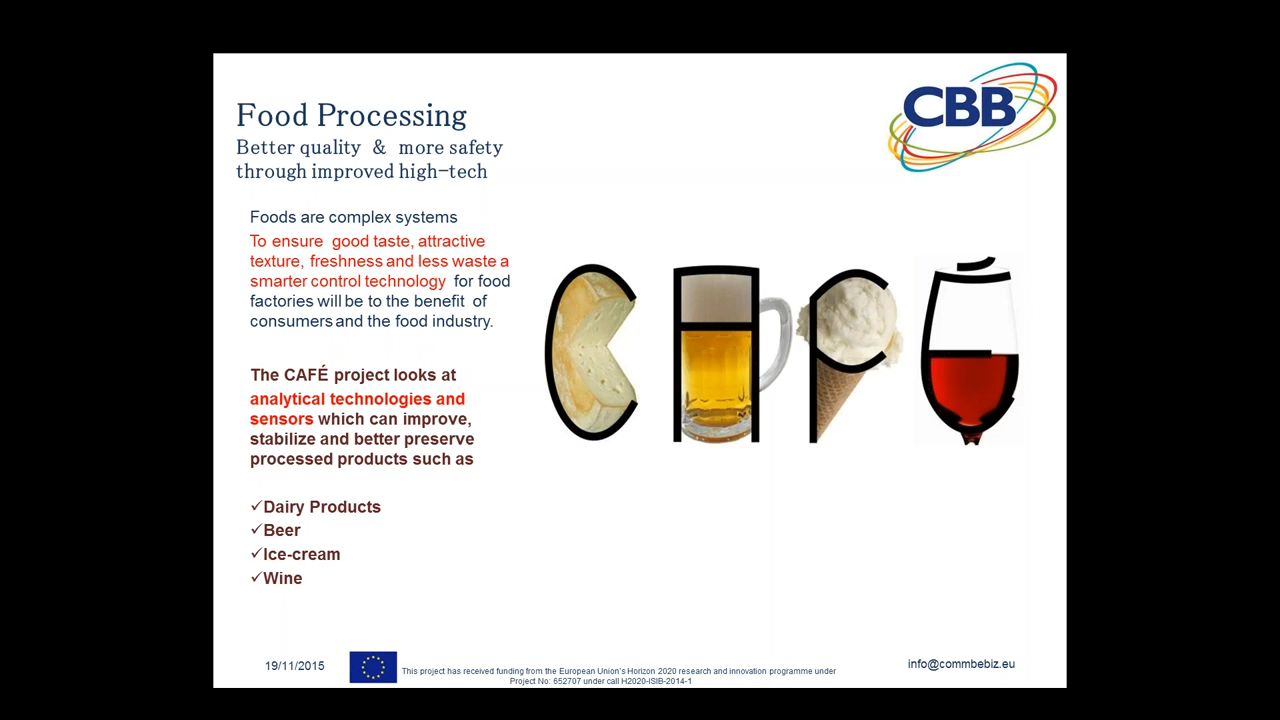 CBB
Food Processing
Better quality & more safety
through improved high-tech
Foods are complex systems
To ensure good taste, attractive
texture, freshness and less waste a
smarter control technology for food
factories will be to the benefit of
consumers and the food industry.
CAFÉ
The CAFÉ project looks at
analytical technologies and
sensors which can improve,
stabilize and better preserve
processed products such as
✓Dairy Products
✓Beer
✓Ice-cream
✓Wine
19/11/2015
This project has received funding from the European Union's Horizon 2020 research and innovation programme under
Project No: 652707 under call H2020-ISIB-2014-1
info@commbebiz.eu